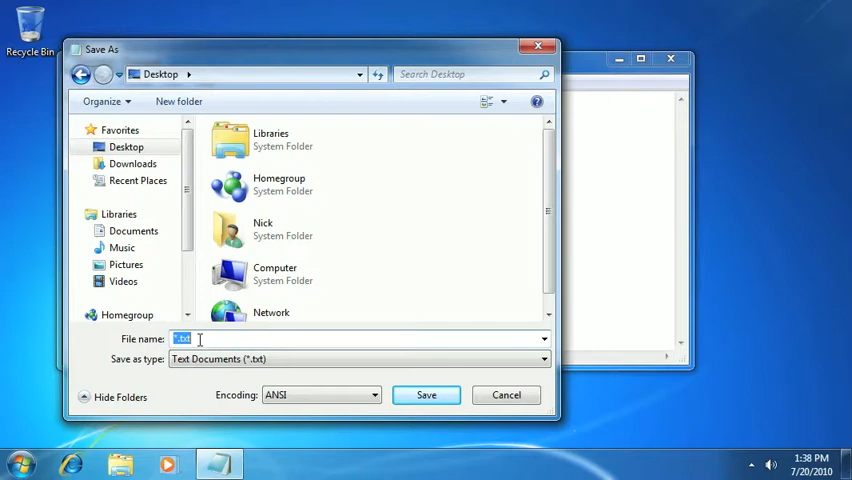 Recycle Bin
Save As
Desktop
Search Desktop
Organize
New folder
Favorites
Desktop
Downloads
Recent Places
Libraries
Documents
Music
Pictures
Videos
Homegroup
Libraries
System Folder
Homegroup
System Folder
Nick
System Folder
Computer
System Folder
Network
File name: *.txt
Save as type: Text Documents (*.txt)
Hide Folders
Encoding: ANSI
Save
Cancel
1:38 PM
7/20/2010